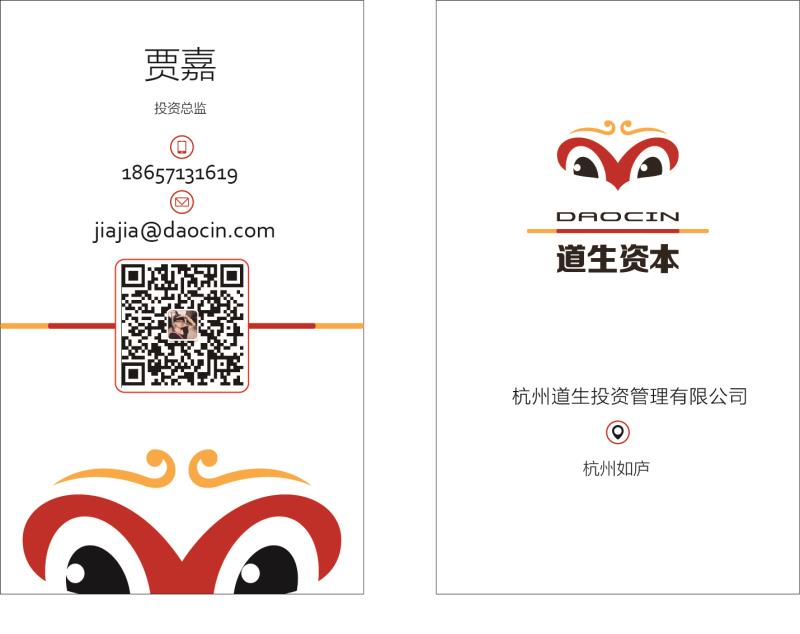 贾嘉
投资总监
18657131619
jiajia@daocin.com
DAOCIN
道生资本
杭州道生投资管理有限公司
杭州如庐